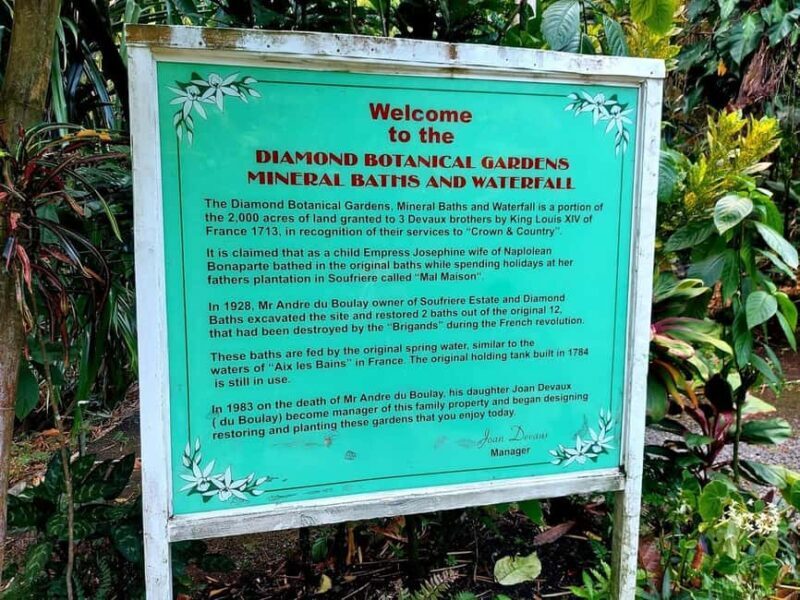 Welcome
to the
DIAMOND BOTANICAL GARDENS
MINERAL BATHS AND WATERFALL
The Diamond Botanical Gardens, Mineral Baths and Waterfall is a portion of
the 2,000 acres of land granted to 3 Devaux brothers by King Louis XIV of
France 1713, in recognition of their services to "Crown & Country".
It is claimed that as a child Empress Josephine wife of Naplolean
Bonaparte bathed in the original baths while spending holidays at her
fathers plantation in Soufriere called "Mal Maison".
In 1928, Mr Andre du Boulay owner of Soufriere Estate and Diamond
Baths excavated the site and restored 2 baths out of the original 12,
that had been destroyed by the "Brigands" during the French revolution.
These baths are fed by the original spring water, similar to the
waters of "Aix les Bains" in France. The original holding tank built in 1784
is still in use.
In 1983 on the death of Mr Andre du Boulay, his daughter Joan Devaux
( du Boulay) become manager of this family property and began designing
restoring and planting these gardens that you enjoy today.
Joan Devaux
Manager